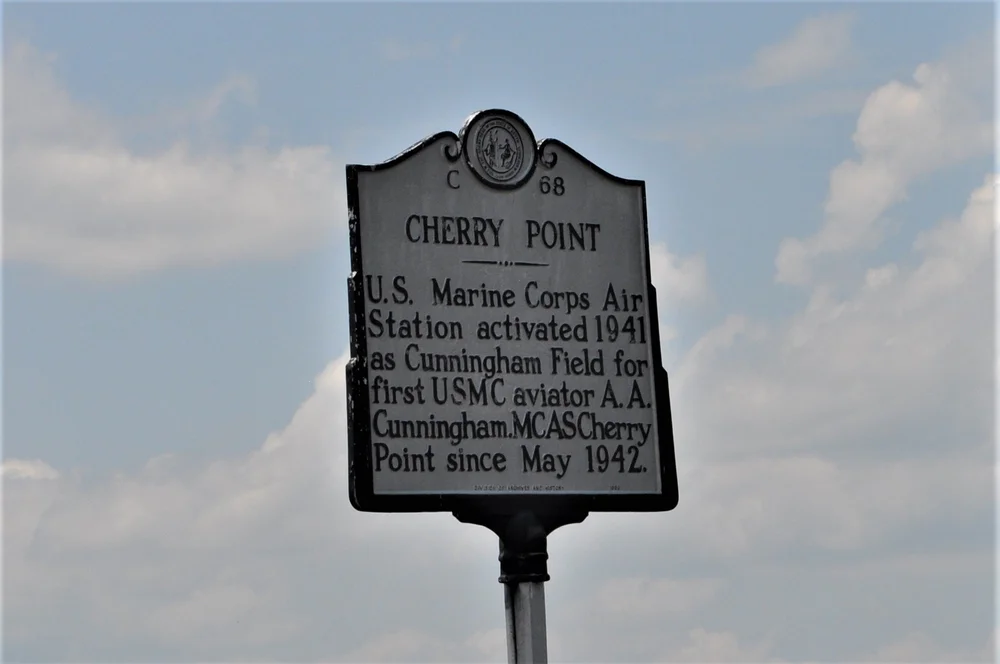 C 68
CHERRY POINT
U.S. Marine Corps Air
Station activated 1941
as Cunningham Field for
first USMC aviator A.A.
Cunningham. MCAS Cherry
Point since May 1942.